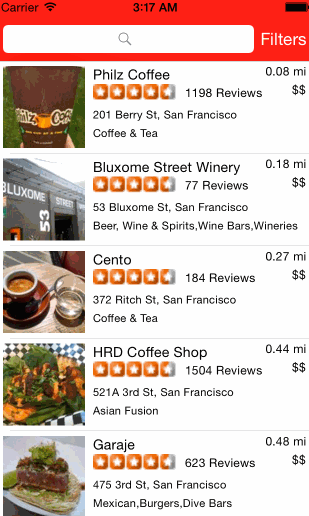 Carrier 3:17 AM
Filters
Philz Coffee 0.08 mi
1198 Reviews $$
201 Berry St, San Francisco
Coffee & Tea
Bluxome Street Winery 0.18 mi
77 Reviews $$
53 Bluxome St, San Francisco
Beer, Wine & Spirits,Wine Bars,Wineries
BLUXOME
53
Cento 0.27 mi
184 Reviews $$
372 Ritch St, San Francisco
Coffee & Tea
HRD Coffee Shop 0.44 mi
1504 Reviews $$
521A 3rd St, San Francisco
Asian Fusion
Garaje 0.48 mi
623 Reviews $$
475 3rd St, San Francisco
Mexican,Burgers,Dive Bars